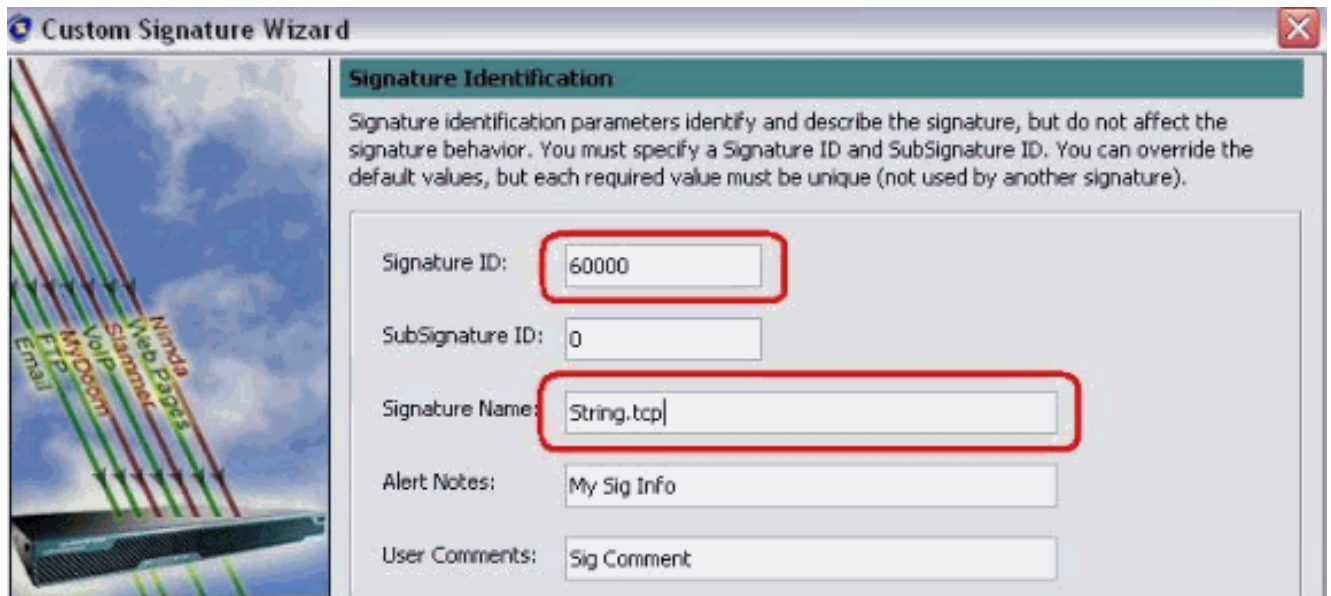 Custom Signature Wizard
Signature Identification
Signature identification parameters identify and describe the signature, but do not affect the
signature behavior. You must specify a Signature ID and SubSignature ID. You can override the
default values, but each required value must be unique (not used by another signature).
Signature ID: 60000
SubSignature ID: 0
Signature Name: String.tcp
Alert Notes: My Sig Info
User Comments: Sig Comment
Nimda
Web Pages
Slammer
VoIP
MyDoom
FTP
Email